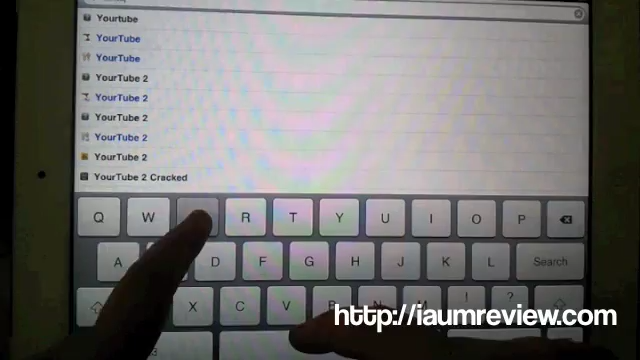 Yourtube
YourTube
YourTube
YourTube 2
YourTube 2
YourTube 2
YourTube 2
YourTube 2
YourTube 2 Cracked
Q W R T Y U I O P
A D F G H J K L Search
X C V B N M ! ?
http://iaumreview.com